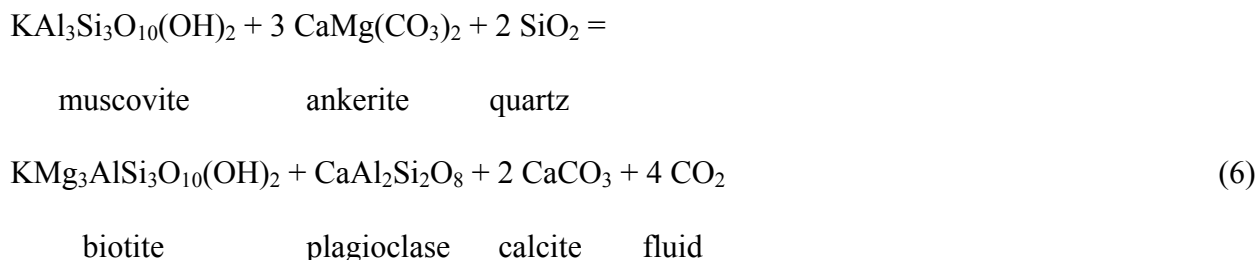 KAl₃Si₃O₁₀(OH)₂ + 3 CaMg(CO₃)₂ + 2 SiO₂ =
muscovite ankerite quartz
KMg₃AlSi₃O₁₀(OH)₂ + CaAl₂Si₂O₈ + 2 CaCO₃ + 4 CO₂ (6)
biotite plagioclase calcite fluid